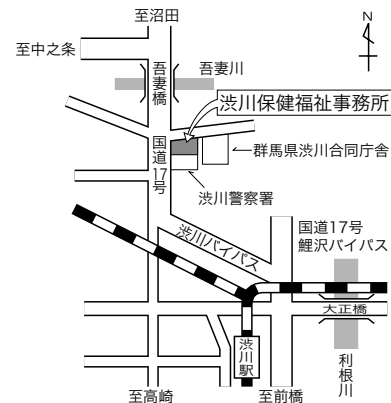 至沼田
至中之条
吾妻橋
吾妻川
渋川保健福祉事務所
国道17号
群馬県渋川合同庁舎
渋川警察署
渋川バイパス
国道17号
鯉沢バイパス
大正橋
渋川駅
利根川
至高崎
至前橋
N